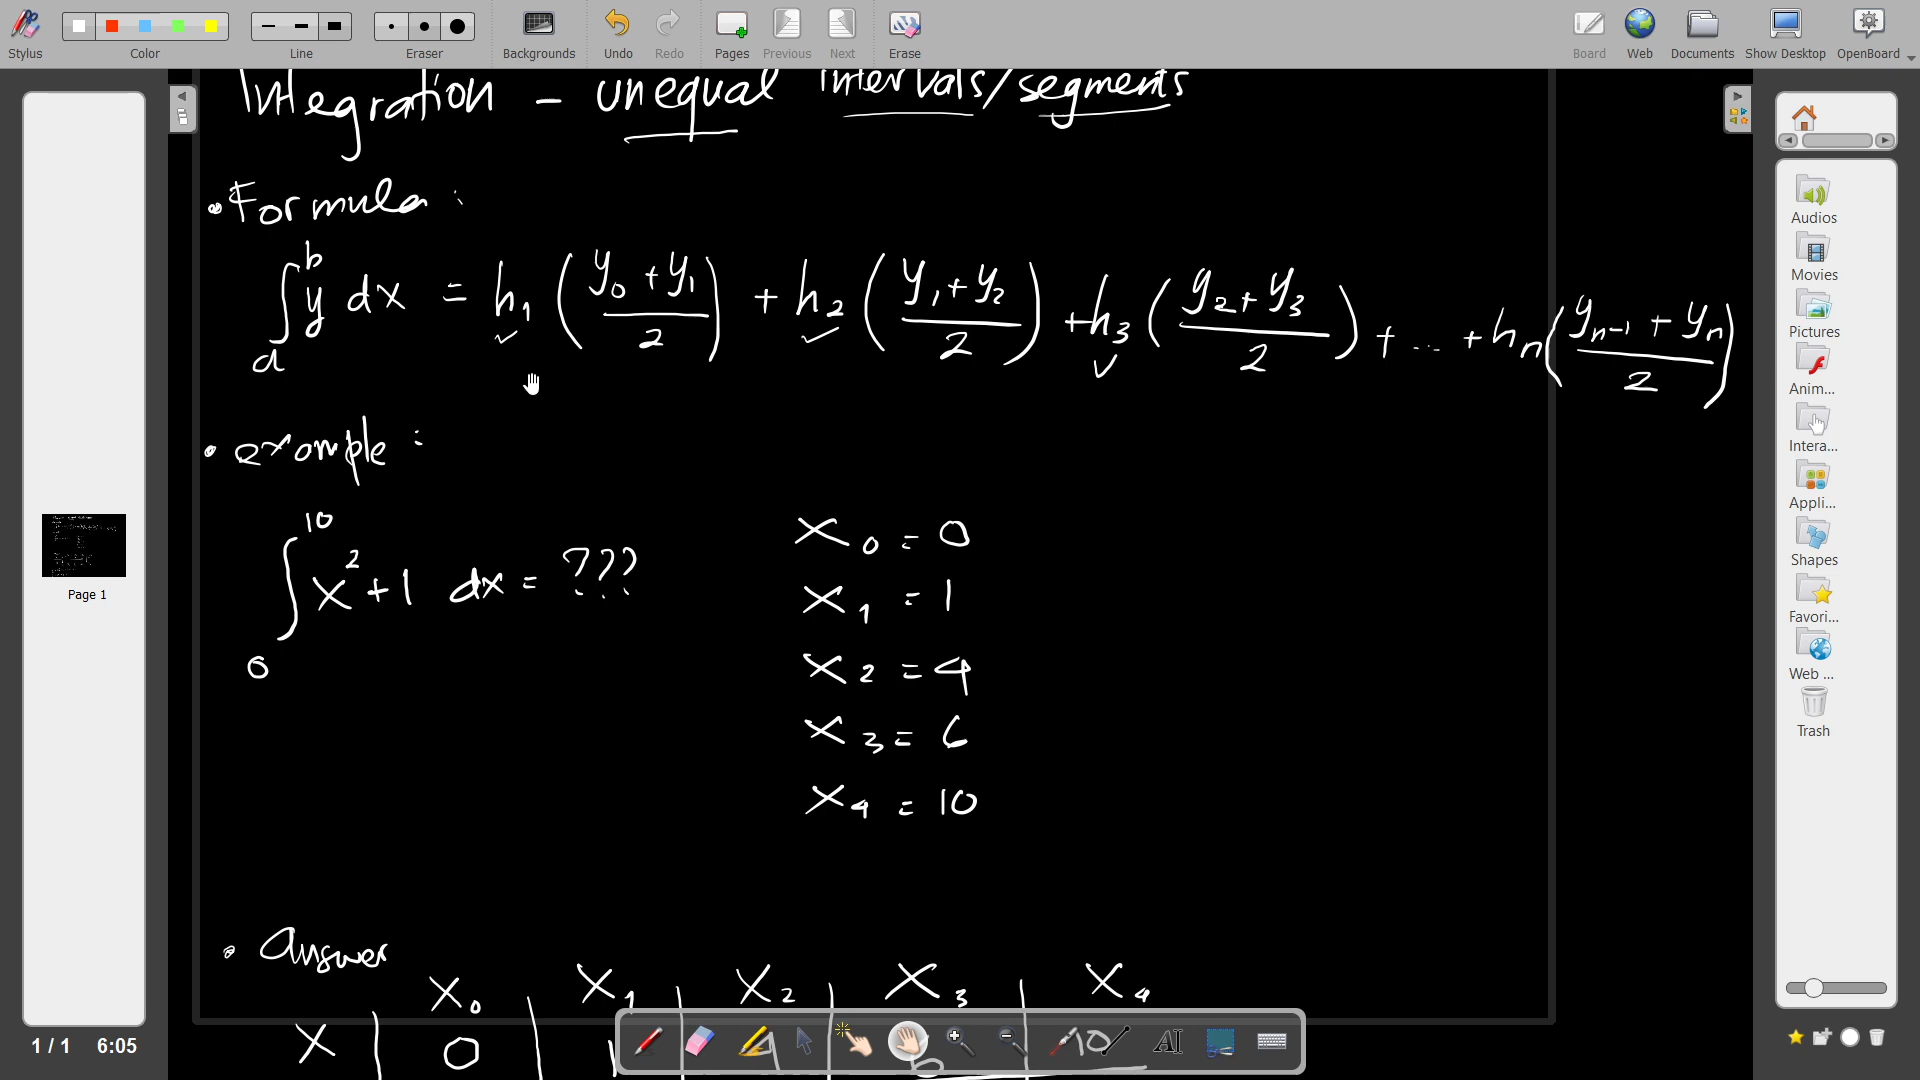 Stylus Color Line Eraser Backgrounds Undo Redo Pages Previous Next Erase Board Web Documents Show Desktop OpenBoard
Integration - unequal intervals/segments
• Formula :
∫_a^b y dx = h₁ ((y₀ + y₁)/2) + h₂ ((y₁ + y₂)/2) + h₃ ((y₂ + y₃)/2) + ... + hₙ ((yₙ₋₁ + yₙ)/2)
• example :
∫_0^10 x² + 1 dx = ???
x₀ = 0
x₁ = 1
x₂ = 4
x₃ = 6
x₄ = 10
• Answer
x₀ x₁ x₂ x₃ x₄
x 0 1
Page 1
1 / 1 6:05
Audios
Movies
Pictures
Anim...
Intera...
Appli...
Shapes
Favori...
Web ...
Trash